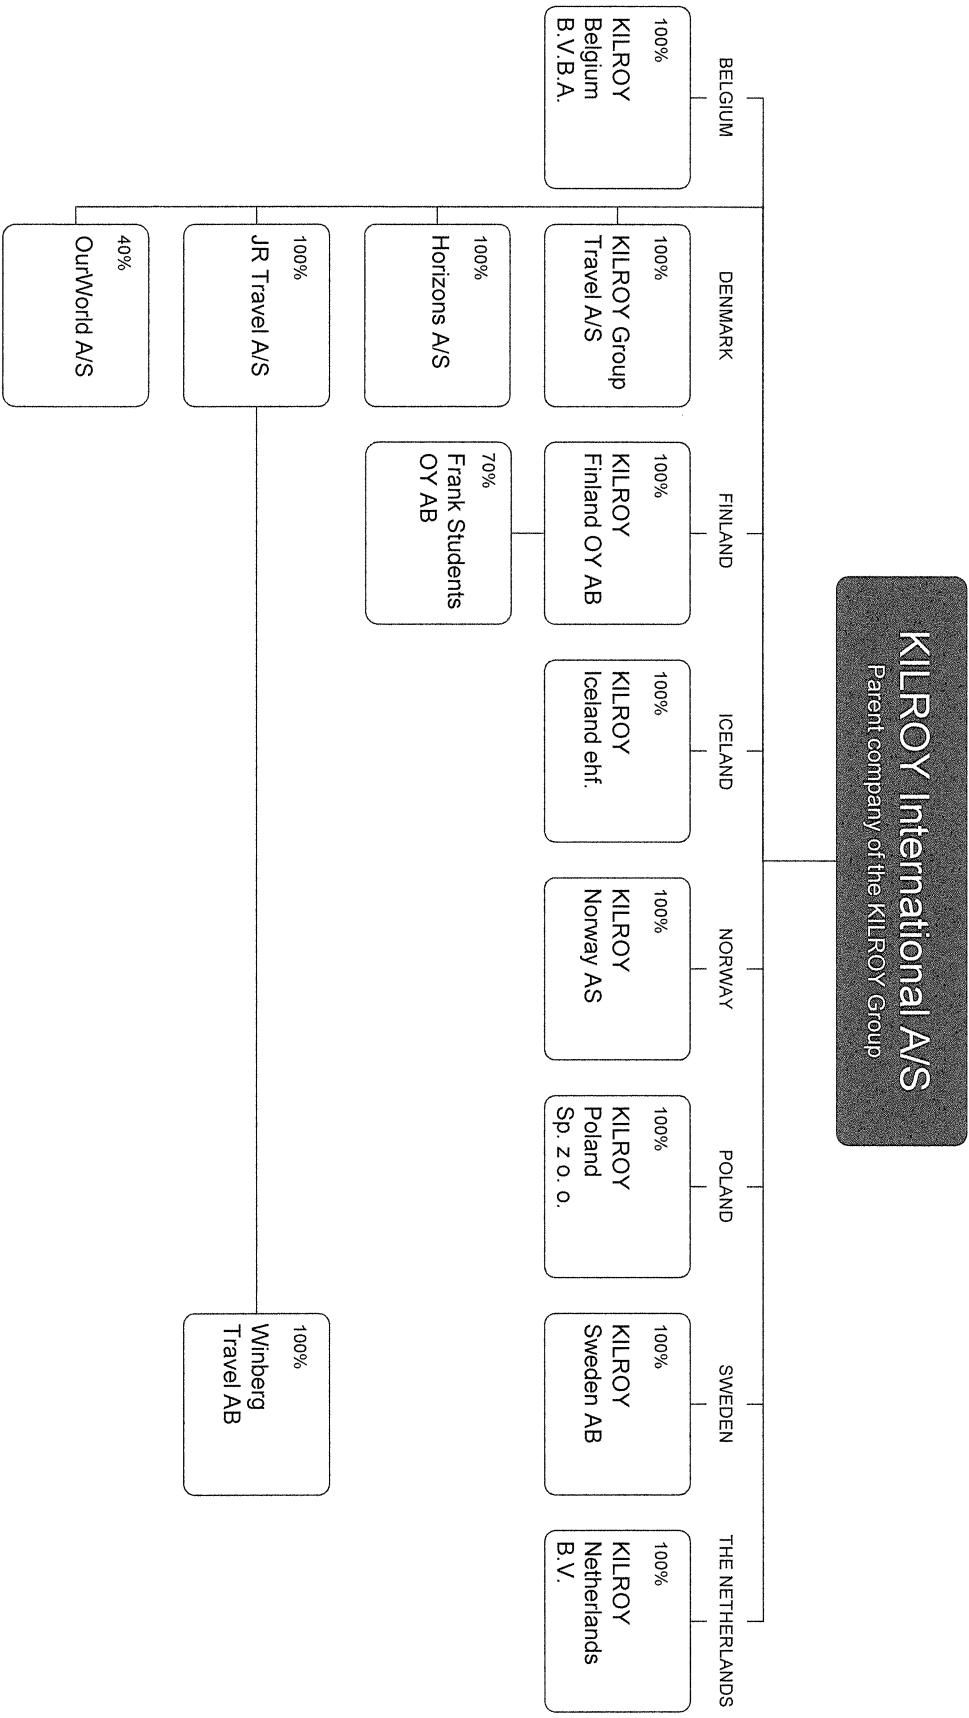 KILROY International A/S
Parent company of the KILROY Group
BELGIUM
DENMARK
FINLAND
ICELAND
NORWAY
POLAND
SWEDEN
THE NETHERLANDS
100%
KILROY
Belgium
B.V.B.A.
100%
KILROY Group
Travel A/S
100%
KILROY
Finland OY AB
100%
KILROY
Iceland ehf.
100%
KILROY
Norway AS
100%
KILROY
Poland
Sp. z o. o.
100%
KILROY
Sweden AB
100%
KILROY
Netherlands
B.V.
100%
Horizons A/S
70%
Frank Students
OY AB
100%
JR Travel A/S
100%
Winberg
Travel AB
40%
OurWorld A/S